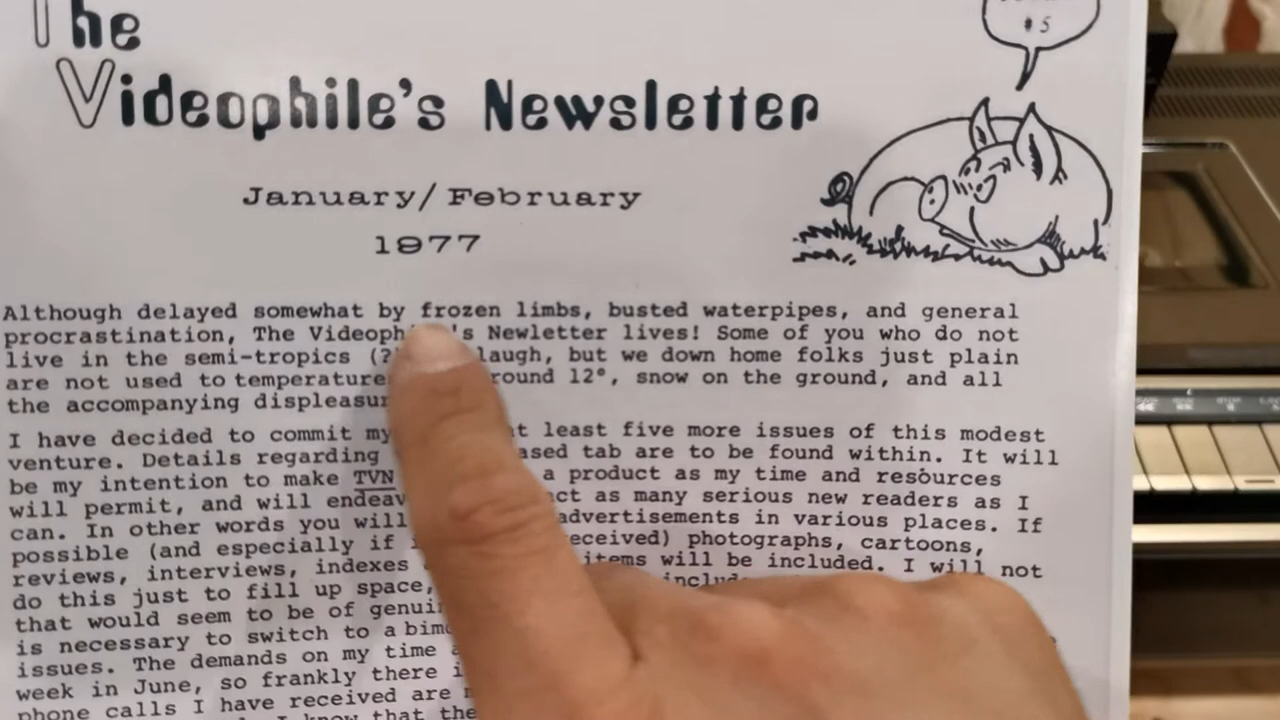 #5
The
Videophile's Newsletter
January/February
1977
Although delayed somewhat by frozen limbs, busted waterpipes, and general
procrastination, The Videoph 's Newletter lives! Some of you who do not
live in the semi-tropics (? laugh, but we down home folks just plain
are not used to temperature round 12°, snow on the ground, and all
the accompanying displeasur
I have decided to commit my t least five more issues of this modest
venture. Details regarding ased tab are to be found within. It will
be my intention to make TVN a product as my time and resources
will permit, and will endeav ct as many serious new readers as I
can. In other words you will advertisements in various places. If
possible (and especially if eceived) photographs, cartoons,
reviews, interviews, indexes items will be included. I will not
do this just to fill up space, includ
that would seem to be of genui
is necessary to switch to a bimo
issues. The demands on my time
week in June, so frankly there i
phone calls I have received are
I know that the